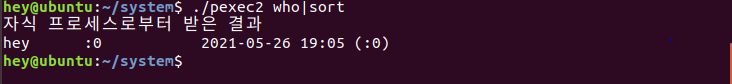 hey@ubuntu:~/system$ ./pexec2 who|sort
자식 프로세스로부터 받은 결과
hey      :0           2021-05-26 19:05 (:0)
hey@ubuntu:~/system$